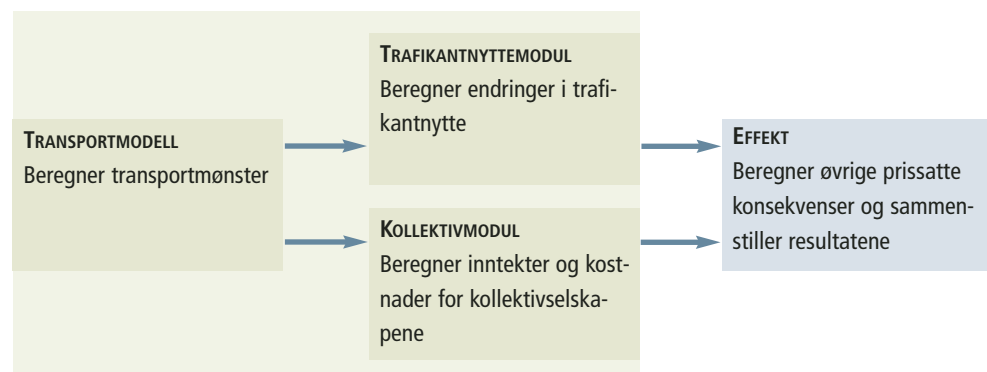 TRANSPORTMODELL
Beregner transportmønster
TRAFIKANTNYTTEMODUL
Beregner endringer i trafi-
kantnytte
KOLLEKTIVMODUL
Beregner inntekter og kost-
nader for kollektivselska-
pene
EFFEKT
Beregner øvrige prissatte
konsekvenser og sammen-
stiller resultatene